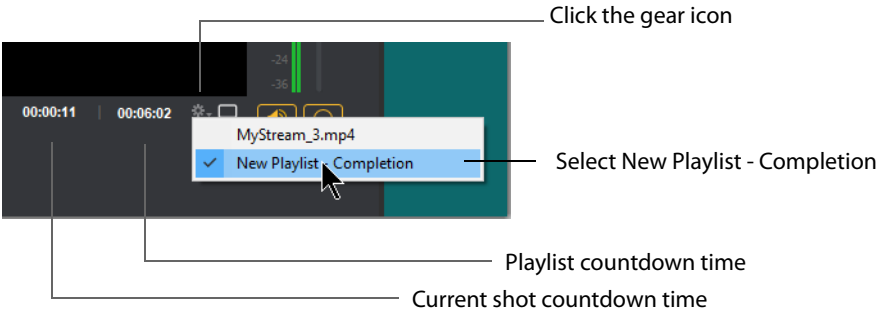 Click the gear icon
-24
-36
00:00:11 | 00:06:02
MyStream_3.mp4
New Playlist - Completion
Select New Playlist - Completion
Playlist countdown time
Current shot countdown time